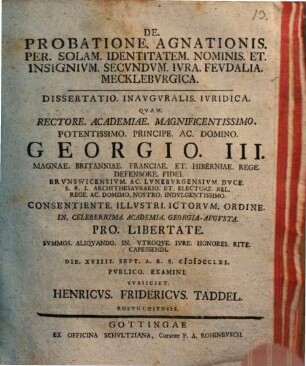 19.
DE.
PROBATIONE. AGNATIONIS.
PER. SOLAM. IDENTITATEM. NOMINIS. ET.
INSIGNIVM. SECVNDVM. IVRA. FEVDALIA.
MECKLEBVRGICA.
DISSERTATIO. INAVGVRALIS. IVRIDICA.
QVAM.
RECTORE. ACADEMIAE. MAGNIFICENTISSIMO.
POTENTISSIMO. PRINCIPE. AC. DOMINO.
GEORGIO. III.
MAGNAE. BRITANNIAE. FRANCIAE. ET. HIBERNIAE. REGE.
DEFENSORE. FIDEI.
BRVNSWICENSIVM. AC. LVNEBVRGENSIVM. DVCE.
S. R. I. ARCHITHESAVRARIO. ET. ELECTORE. REL.
REGE. AC. DOMINO. NOSTRO. INDVLGENTISSIMO.
CONSENTIENTE. ILLVSTRI. ICTORVM. ORDINE.
IN. CELEBERRIMA. ACADEMIA. GEORGIA-AVGVSTA.
PRO. LIBERTATE.
SVMMOS. ALIQVANDO. IN. VTROQVE. IVRE. HONORES. RITE.
CAPESSENDI.
DIE. XVIIII. SEPT. A. R. S.
PVBLICO. EXAMINI.
SVBIICIET.
HENRICVS. FRIDERICVS. TADDEL.
ROSTOCHIENSIS.
GOTTINGAE
EX OFFICINA SCHVLTZIANA, Curante F. A. ROSENBVSCH.